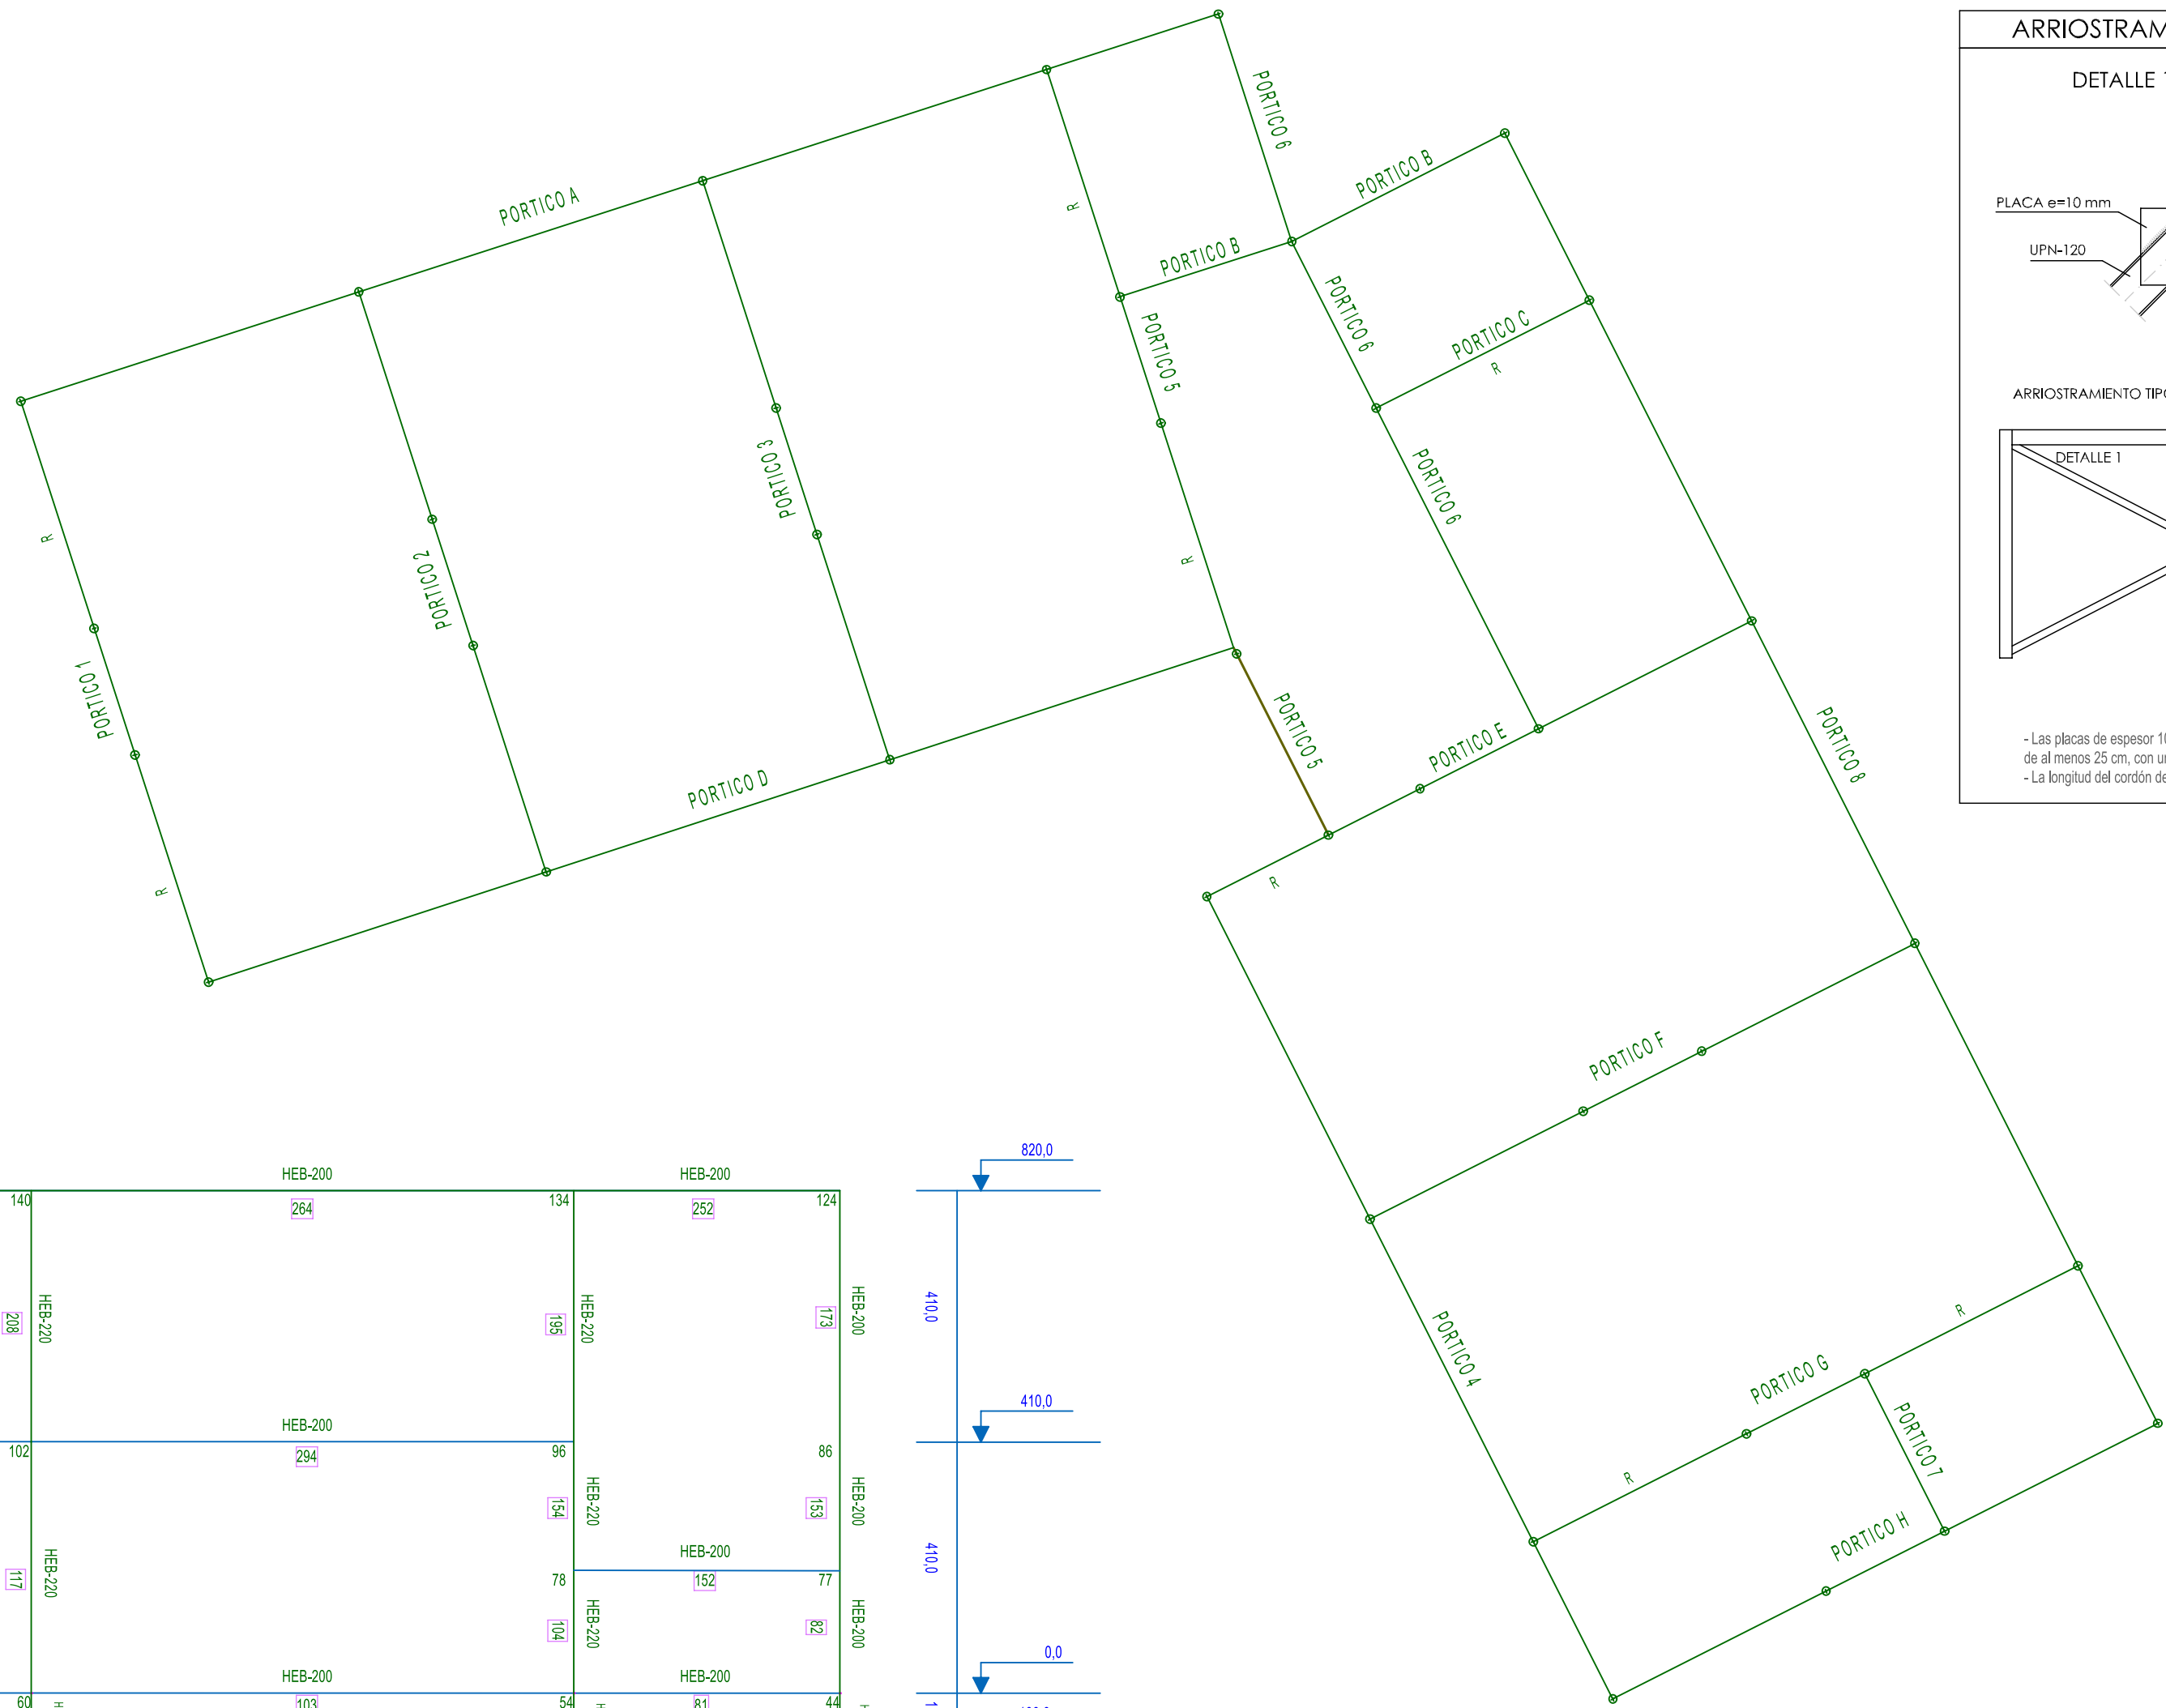 ARRIOSTRAM
DETALLE 1
PLACA e=10 mm
UPN-120
ARRIOSTRAMIENTO TIPO
DETALLE 1
- Las placas de espesor 10
de al menos 25 cm, con un
- La longitud del cordón de
PORTICO 6
PORTICO B
PORTICO A
R
PORTICO B
PORTICO 6
PORTICO C
R
PORTICO 5
PORTICO 3
PORTICO 6
R
PORTICO 2
R
PORTICO 1
PORTICO 5
PORTICO E
PORTICO 8
PORTICO D
R
R
PORTICO F
PORTICO 4
R
PORTICO G
R
PORTICO 7
PORTICO H
HEB-200
HEB-200
820,0
140
264
134
252
124
208
HEB-220
195
HEB-220
173
HEB-200
410,0
HEB-200
410,0
102
294
96
86
154
HEB-220
153
HEB-200
117
HEB-220
HEB-200
410,0
78
152
77
104
HEB-220
82
HEB-200
HEB-200
HEB-200
0,0
60
103
54
81
44